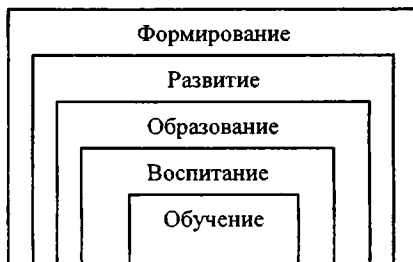 Формирование
Развитие
Образование
Воспитание
Обучение